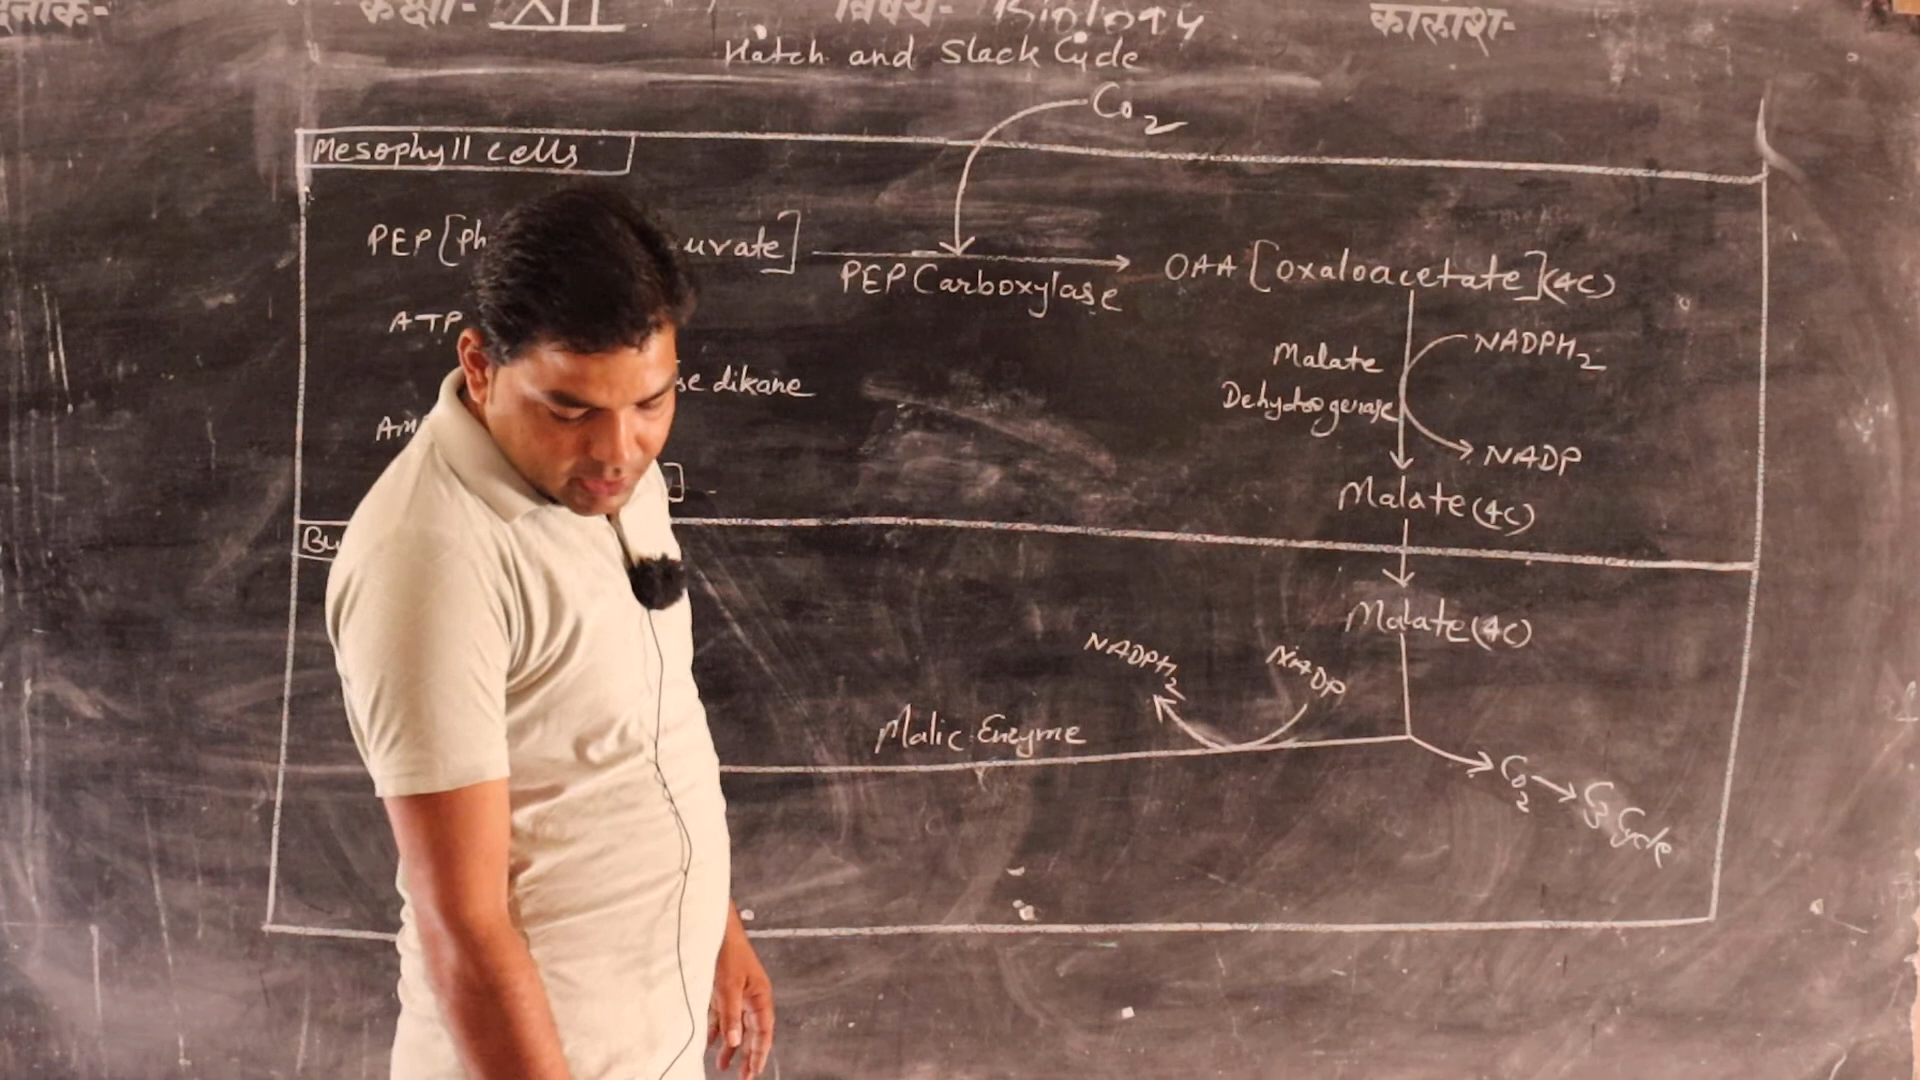 कक्षा- XII विषय- Biology कालांश-
Hatch and Slack Cycle
CO2
Mesophyll cells
PEP[Ph uvate]
PEP Carboxylase
OAA [oxaloacetate](4C)
ATP
NADPH2
Malate
Dehydrogenase
se dikane
NADP
Malate(4C)
Malate(4C)
NADPH2
NADP
Malic Enzyme
CO2
C3 Cycle